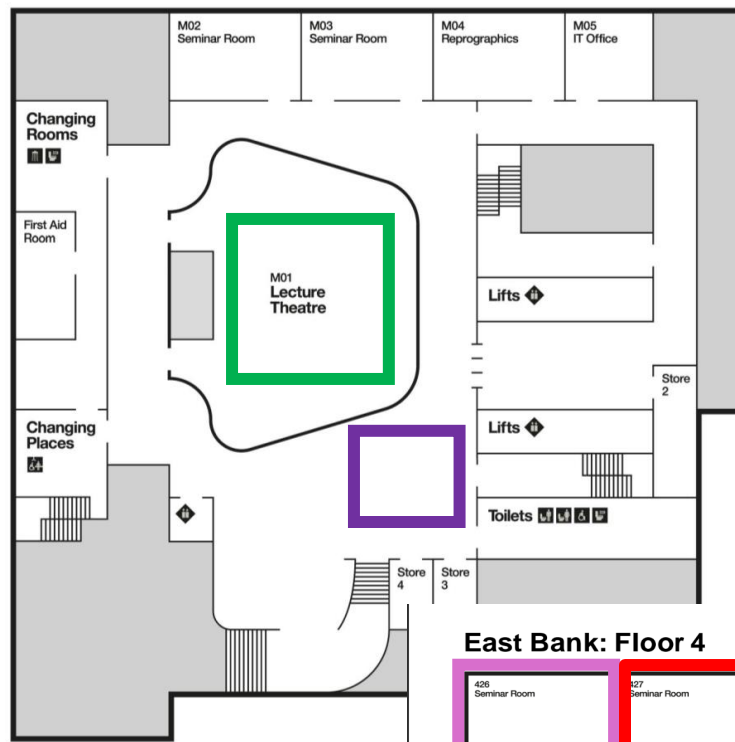 M02
Seminar Room
M03
Seminar Room
M04
Reprographics
M05
IT Office
Changing
Rooms
First Aid
Room
M01
Lecture
Theatre
Lifts
Store
2
Changing
Places
Lifts
Toilets
Store
4
Store
3
East Bank: Floor 4
426
Seminar Room
427
Seminar Room